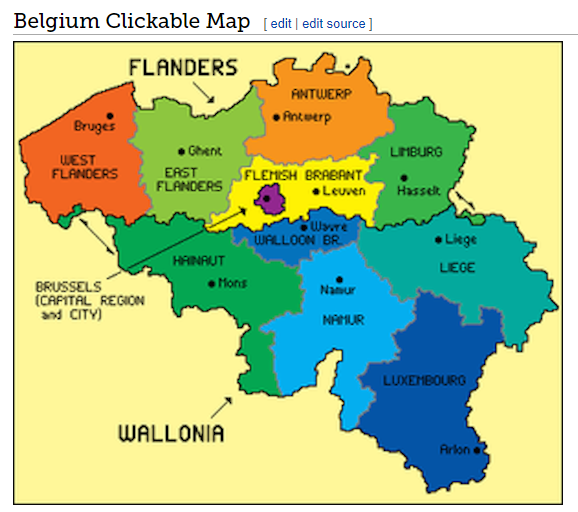 Belgium Clickable Map [ edit | edit source ]
FLANDERS
ANTWERP
Antwerp
Bruges
Ghent
LIMBURG
WEST
FLANDERS
EAST
FLANDERS
FLEMISH BRABANT
Leuven
Hasselt
Wavre
WALLOON BR.
Liege
LIEGE
HAINAUT
Mons
BRUSSELS
(CAPITAL REGION
and CITY)
Namur
NAMUR
LUXEMBOURG
WALLONIA
Arlon